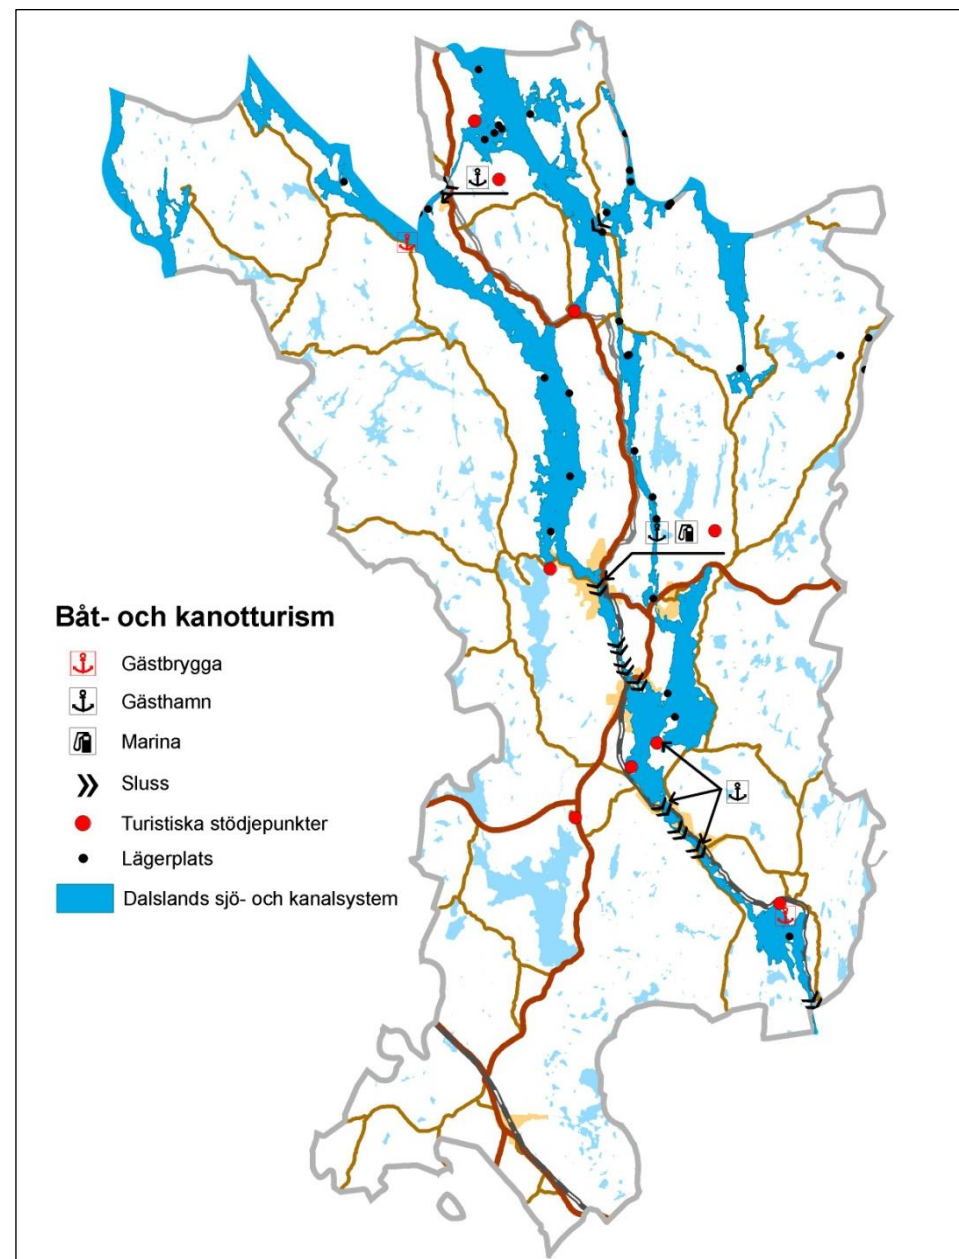 Båt- och kanotturism
Gästbrygga
Gästhamn
Marina
Sluss
Turistiska stödjepunkter
Lägerplats
Dalslands sjö- och kanalsystem